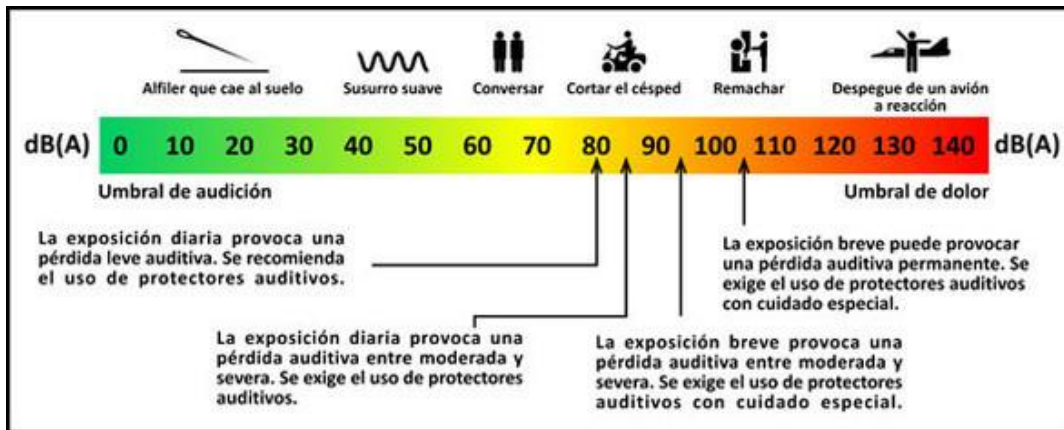 Alfiler que cae al suelo
Susurro suave
Conversar
Cortar el césped
Remachar
Despegue de un avión
a reacción
dB(A) 0 10 20 30 40 50 60 70 80 90 100 110 120 130 140 dB(A)
Umbral de audición
Umbral de dolor
La exposición diaria provoca una
pérdida leve auditiva. Se recomienda
el uso de protectores auditivos.
La exposición breve puede provocar
una pérdida auditiva permanente. Se
exige el uso de protectores auditivos
con cuidado especial.
La exposición diaria provoca una
pérdida auditiva entre moderada y
severa. Se exige el uso de protectores
auditivos.
La exposición breve provoca una
pérdida auditiva entre moderada y
severa. Se exige el uso de protectores
auditivos con cuidado especial.